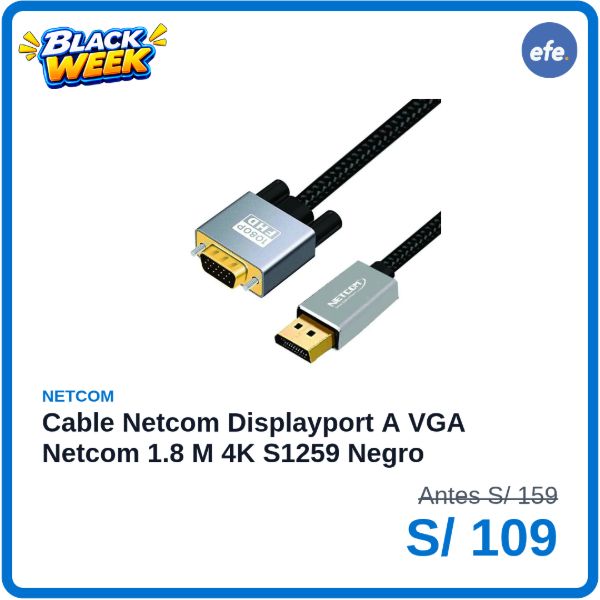 BLACK
WEEK
efe.
1080P
FHD
NETCOM
NETCOM
Cable Netcom Displayport A VGA
Netcom 1.8 M 4K S1259 Negro
Antes S/ 159
S/ 109